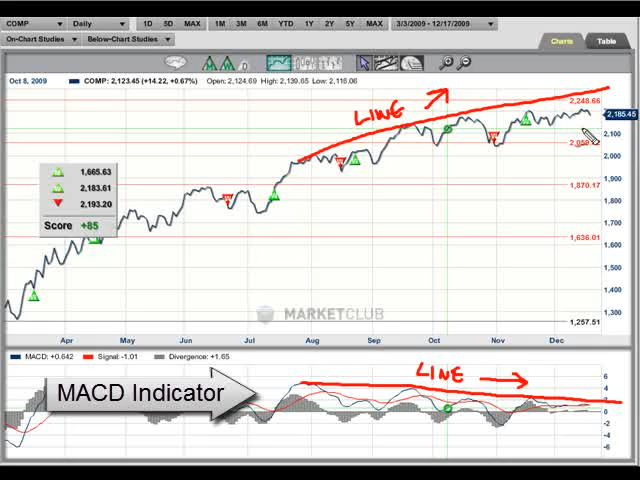 COMP Daily 1D 5D MAX 1M 3M 6M YTD 1Y 2Y 5Y MAX 3/3/2009 - 12/17/2009
On-Chart Studies Below-Chart Studies Charts Table
Oct 8, 2009 COMP: 2,123.45 (+14.22, +0.67%) Open: 2,124.69 High: 2,139.65 Low: 2,116.06
LINE
2,248.66
2,185.45
2,100
1,870.17
1,900
1,800
1,700
1,636.01
1,600
1,500
1,400
1,300
1,257.51
1,665.63
2,183.61
2,193.20
Score +85
MARKETCLUB
Apr May Jun Jul Aug Sep Oct Nov Dec
MACD: +0.642 Signal: -1.01 Divergence: +1.65
LINE
MACD Indicator
6
4
2
0
-2
-4
-6